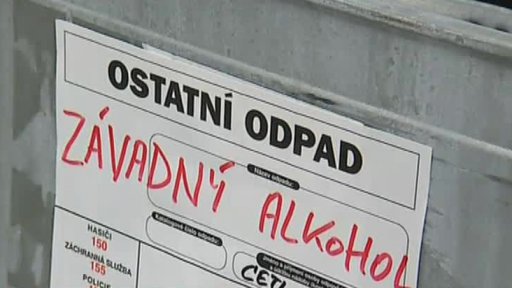 OSTATNÍ ODPAD
Název odpadu:
ZÁVADNÝ ALKOHOL
Katalogové číslo odpadu:
HASIČI
150
ZÁCHRANNÁ SLUŽBA
155
POLICIE